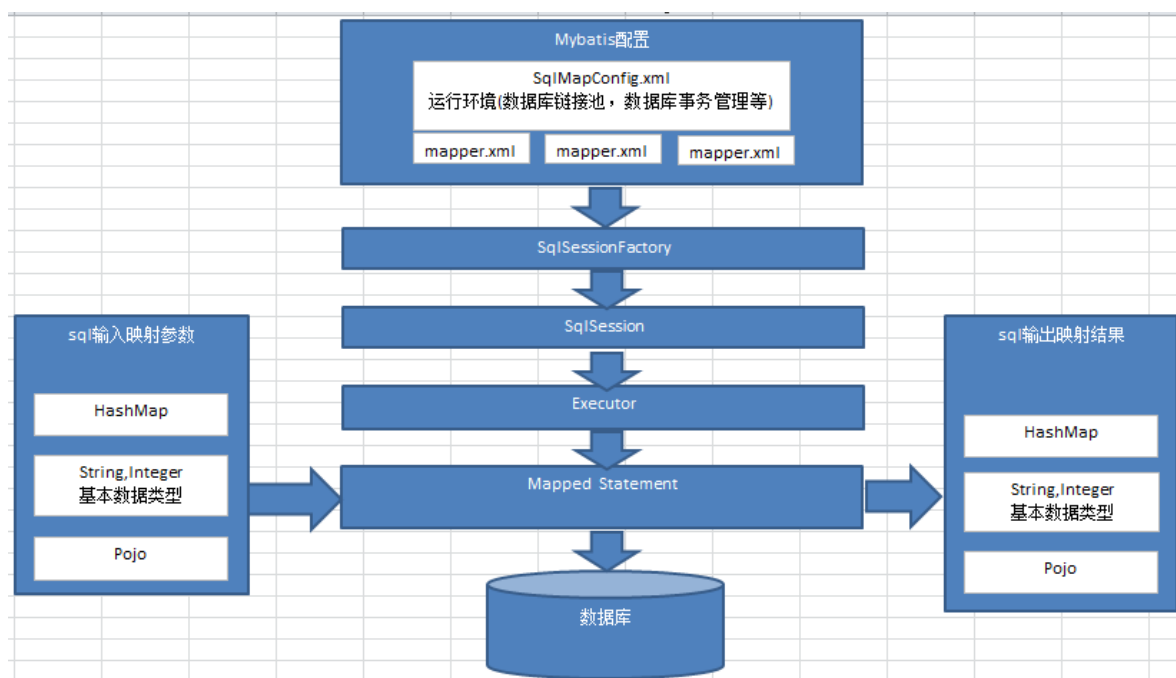 Mybatis配置
SqlMapConfig.xml
运行环境(数据库链接池，数据库事务管理等)
mapper.xml
mapper.xml
mapper.xml
SqlSessionFactory
SqlSession
Executor
Mapped Statement
数据库
sql输入映射参数
HashMap
String,Integer
基本数据类型
Pojo
sql输出映射结果
HashMap
String,Integer
基本数据类型
Pojo